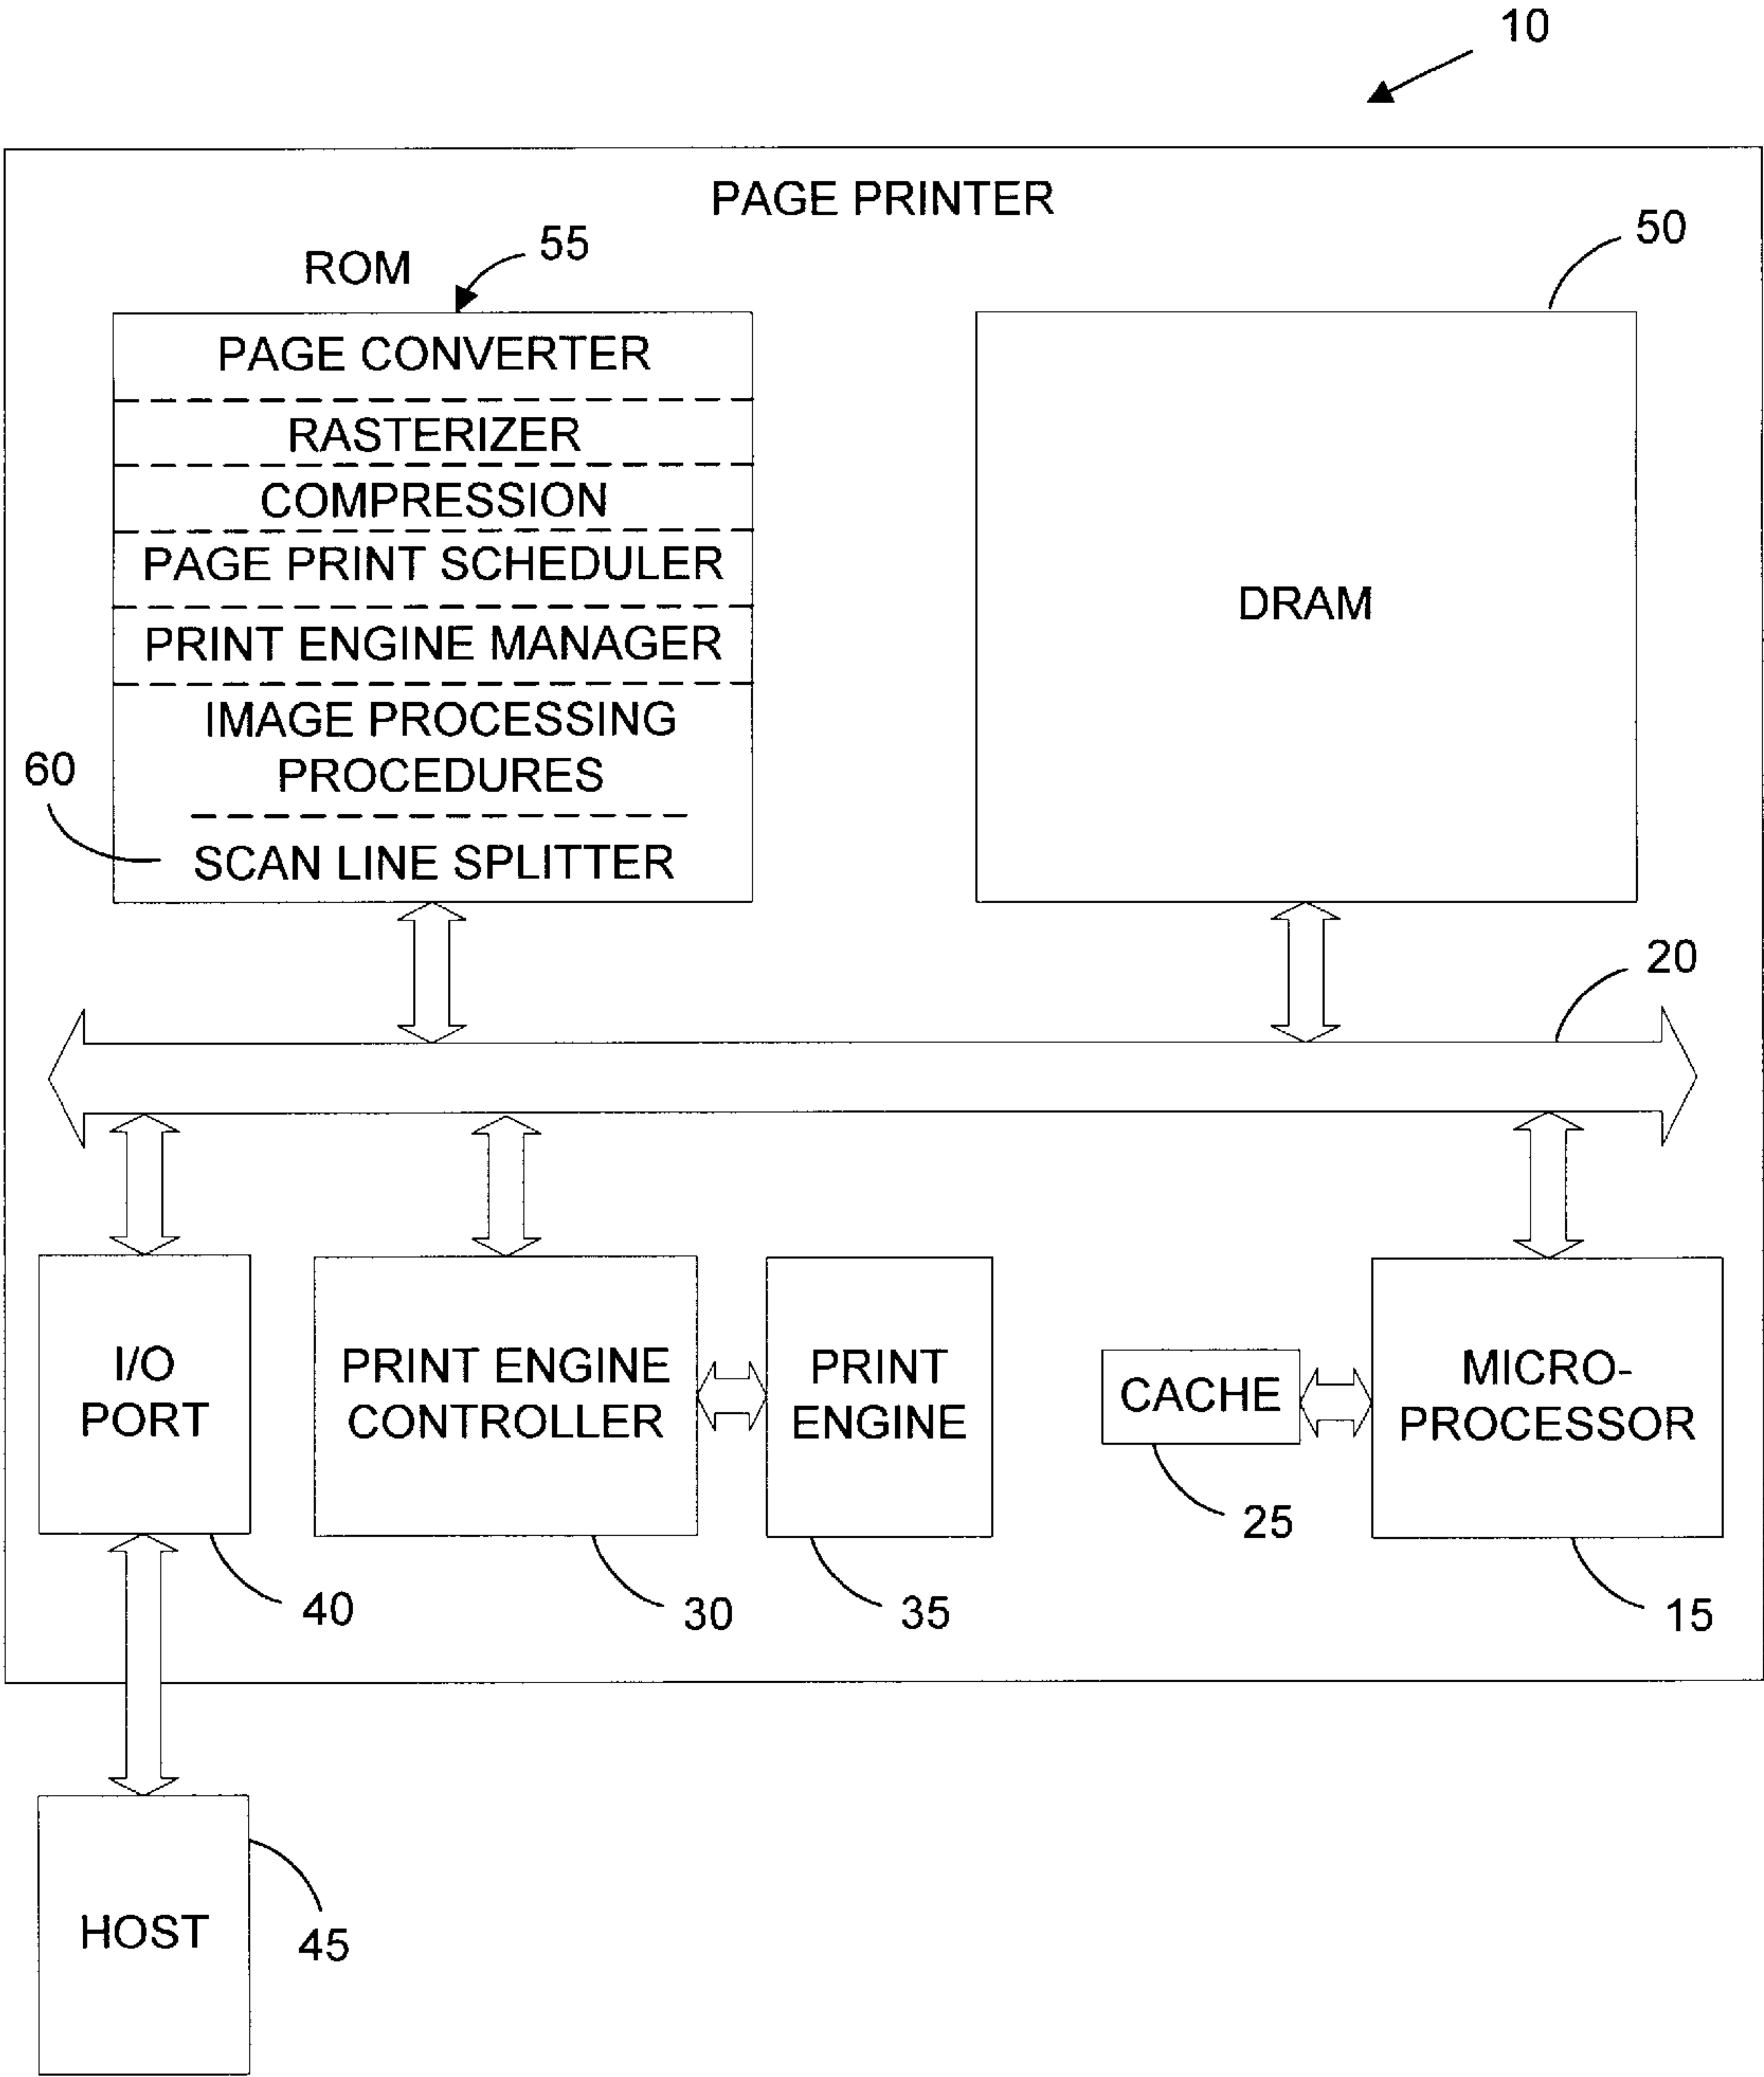 10
PAGE PRINTER
ROM
55
50
PAGE CONVERTER
RASTERIZER
COMPRESSION
PAGE PRINT SCHEDULER
PRINT ENGINE MANAGER
IMAGE PROCESSING
PROCEDURES
60
SCAN LINE SPLITTER
DRAM
20
I/O
PORT
PRINT ENGINE
CONTROLLER
PRINT
ENGINE
CACHE
MICRO-
PROCESSOR
25
40
30
35
15
HOST
45